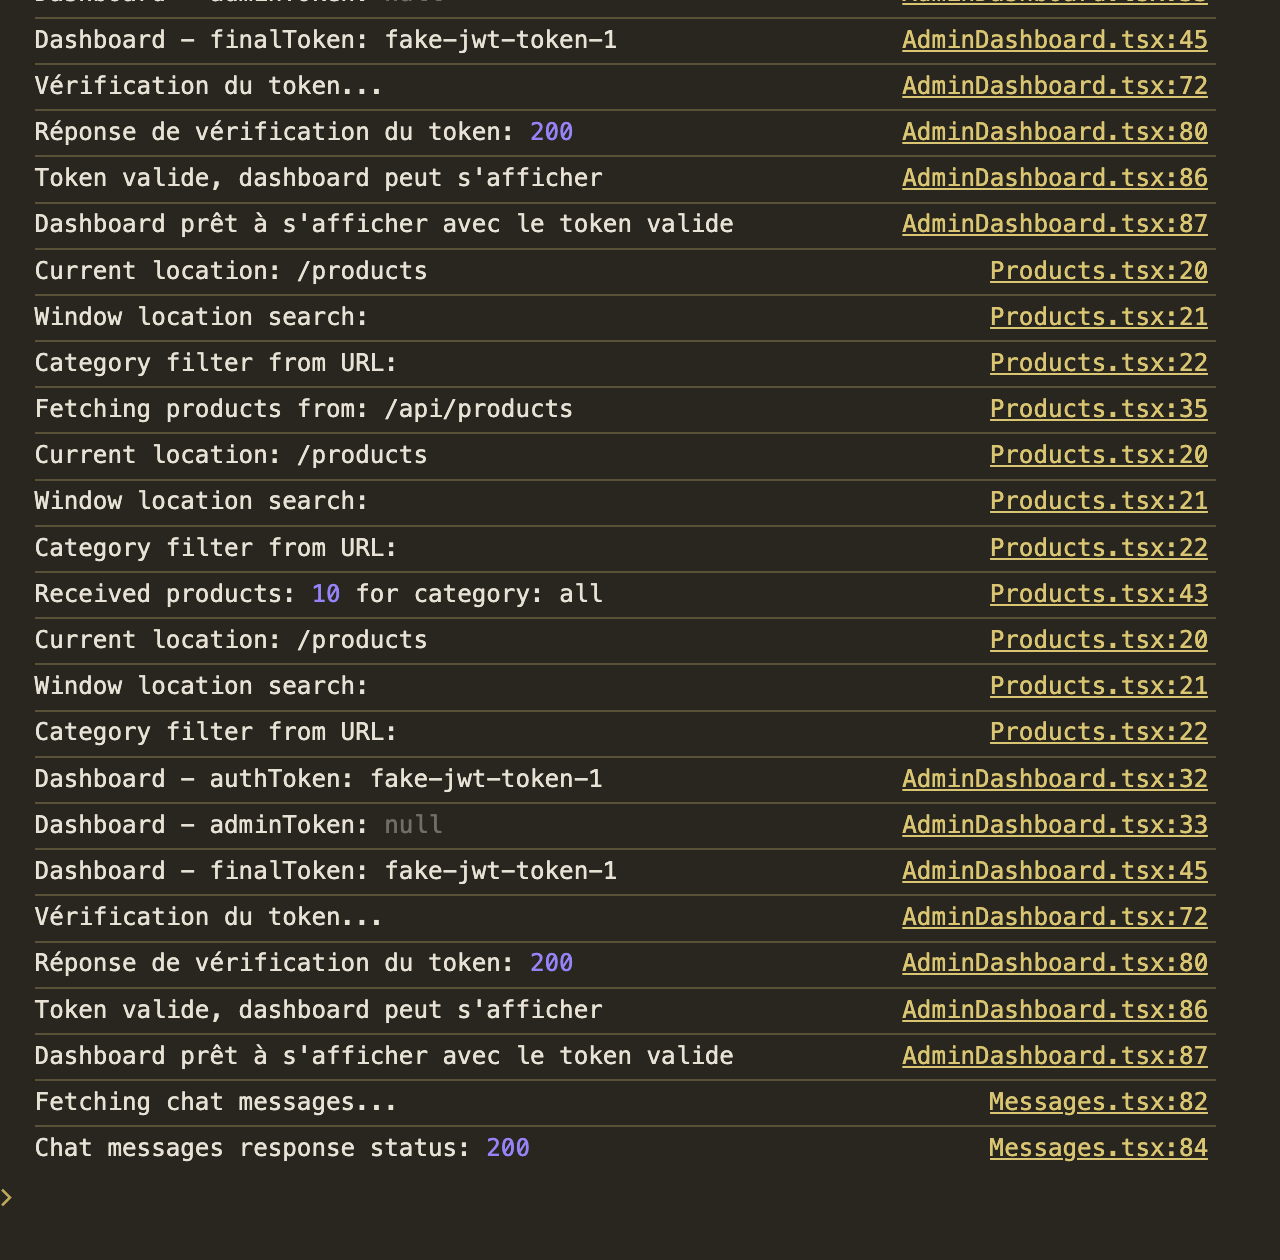 Dashboard - adminToken: null AdminDashboard.tsx:33
Dashboard - finalToken: fake-jwt-token-1 AdminDashboard.tsx:45
Vérification du token... AdminDashboard.tsx:72
Réponse de vérification du token: 200 AdminDashboard.tsx:80
Token valide, dashboard peut s'afficher AdminDashboard.tsx:86
Dashboard prêt à s'afficher avec le token valide AdminDashboard.tsx:87
Current location: /products Products.tsx:20
Window location search: Products.tsx:21
Category filter from URL: Products.tsx:22
Fetching products from: /api/products Products.tsx:35
Current location: /products Products.tsx:20
Window location search: Products.tsx:21
Category filter from URL: Products.tsx:22
Received products: 10 for category: all Products.tsx:43
Current location: /products Products.tsx:20
Window location search: Products.tsx:21
Category filter from URL: Products.tsx:22
Dashboard - authToken: fake-jwt-token-1 AdminDashboard.tsx:32
Dashboard - adminToken: null AdminDashboard.tsx:33
Dashboard - finalToken: fake-jwt-token-1 AdminDashboard.tsx:45
Vérification du token... AdminDashboard.tsx:72
Réponse de vérification du token: 200 AdminDashboard.tsx:80
Token valide, dashboard peut s'afficher AdminDashboard.tsx:86
Dashboard prêt à s'afficher avec le token valide AdminDashboard.tsx:87
Fetching chat messages... Messages.tsx:82
Chat messages response status: 200 Messages.tsx:84